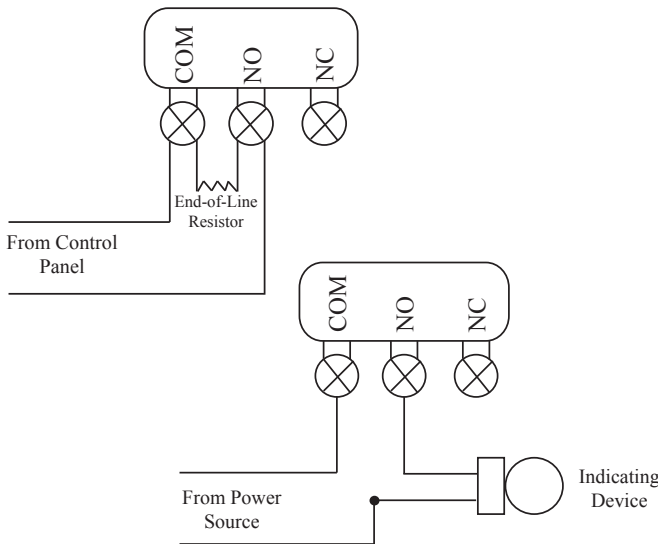 COM
NO
NC
End-of-Line
Resistor
From Control
Panel
COM
NO
NC
From Power
Source
Indicating
Device